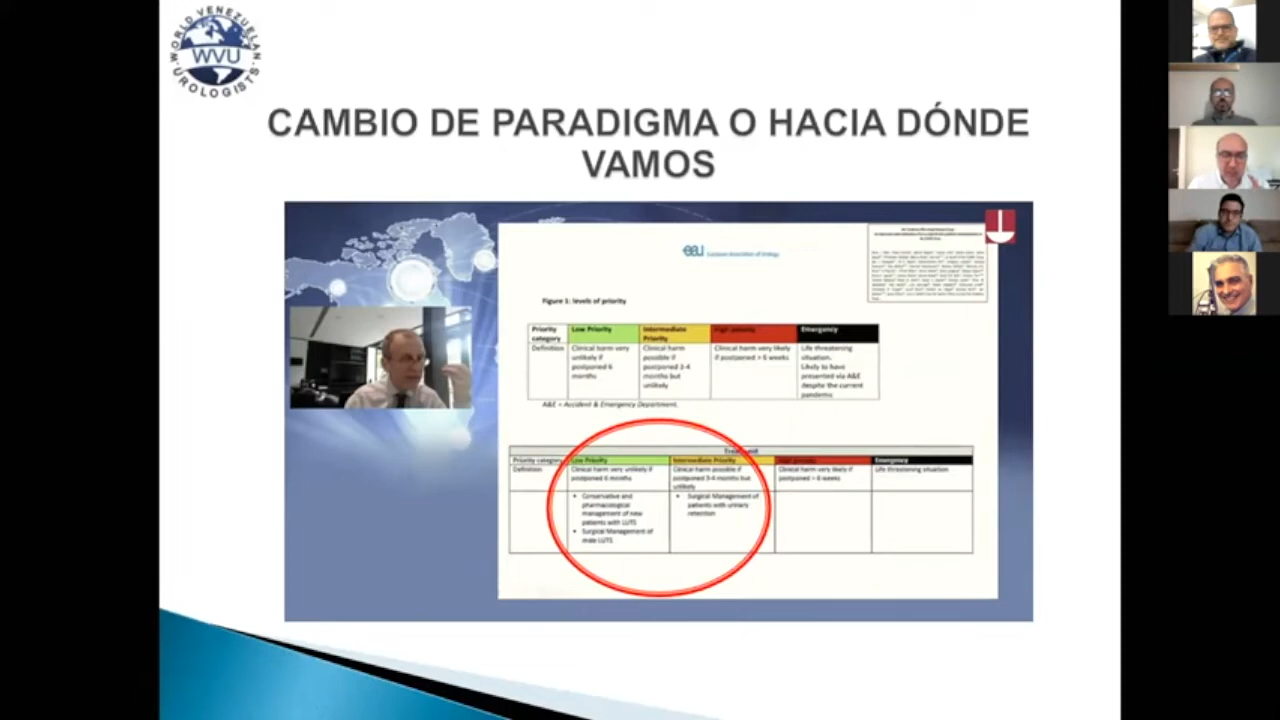 WORLD VENEZUELAN
WVU
UROLOGISTS
CAMBIO DE PARADIGMA O HACIA DÓNDE
VAMOS
eau European Association of Urology
Figure 1: levels of priority
Priority category
Low Priority
Intermediate Priority
High priority
Emergency
Definition
Clinical harm very unlikely if postponed 6 months
Clinical harm possible if postponed 3-4 months but unlikely
Clinical harm very likely if postponed > 6 weeks
Life threatening situation.
Likely to have presented via A&E despite the current pandemic
A&E = Accident & Emergency Department.
Treatment
Priority category
Low Priority
Intermediate Priority
Emergency
Definition
Clinical harm very unlikely if postponed 6 months
Clinical harm possible if postponed 3-4 months but unlikely
Clinical harm very likely if postponed > 6 weeks
Life threatening situation
• Conservative and pharmacological management of new patients with LUTS
• Surgical Management of male LUTS
• Surgical Management of patients with urinary retention